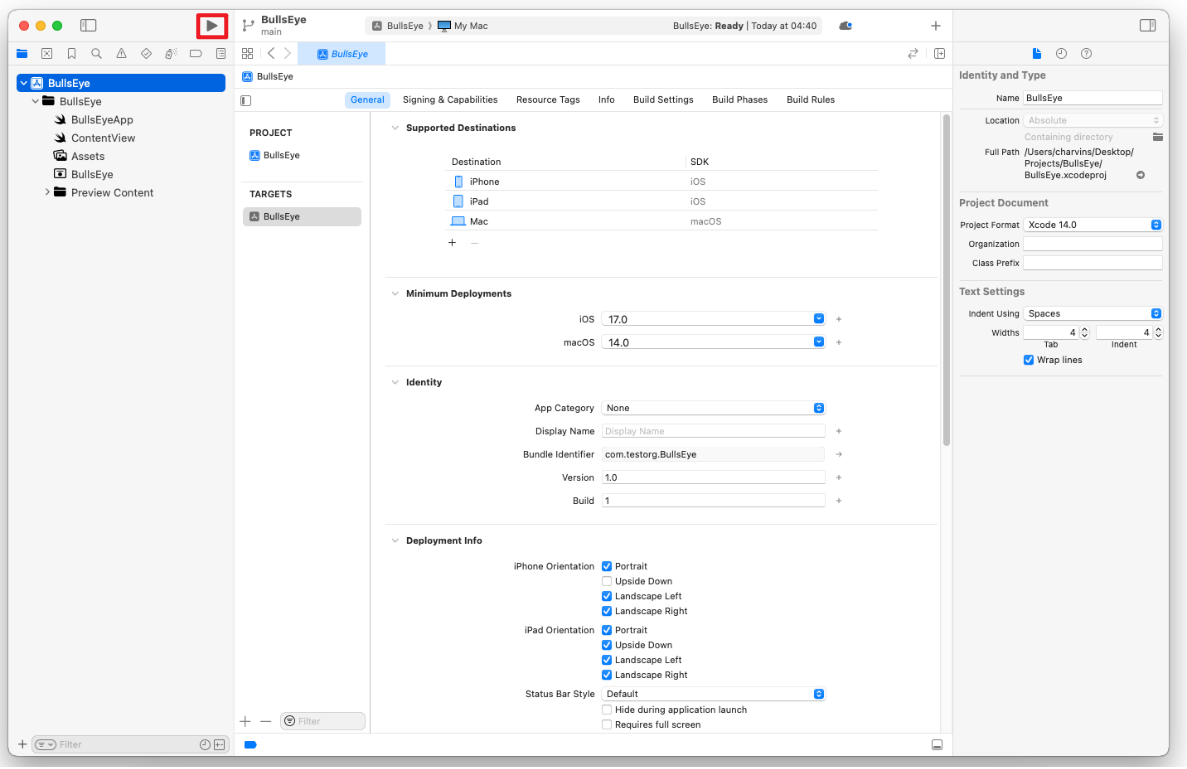 BullsEye
main
BullsEye
My Mac
BullsEye: Ready | Today at 04:40
BullsEye
BullsEye
BullsEye
BullsEye
BullsEyeApp
ContentView
Assets
BullsEye
Preview Content
Filter
General
Signing & Capabilities
Resource Tags
Info
Build Settings
Build Phases
Build Rules
PROJECT
BullsEye
TARGETS
BullsEye
Filter
Supported Destinations
Destination SDK
iPhone iOS
iPad iOS
Mac macOS
Minimum Deployments
iOS 17.0
macOS 14.0
Identity
App Category None
Display Name Display Name
Bundle Identifier com.testorg.BullsEye
Version 1.0
Build 1
Deployment Info
iPhone Orientation Portrait
Upside Down
Landscape Left
Landscape Right
iPad Orientation Portrait
Upside Down
Landscape Left
Landscape Right
Status Bar Style Default
Hide during application launch
Requires full screen
Identity and Type
Name BullsEye
Location Absolute
Containing directory
Full Path /Users/charvins/Desktop/
Projects/BullsEye/
BullsEye.xcodeproj
Project Document
Project Format Xcode 14.0
Organization
Class Prefix
Text Settings
Indent Using Spaces
Widths 4 4
Tab Indent
Wrap lines